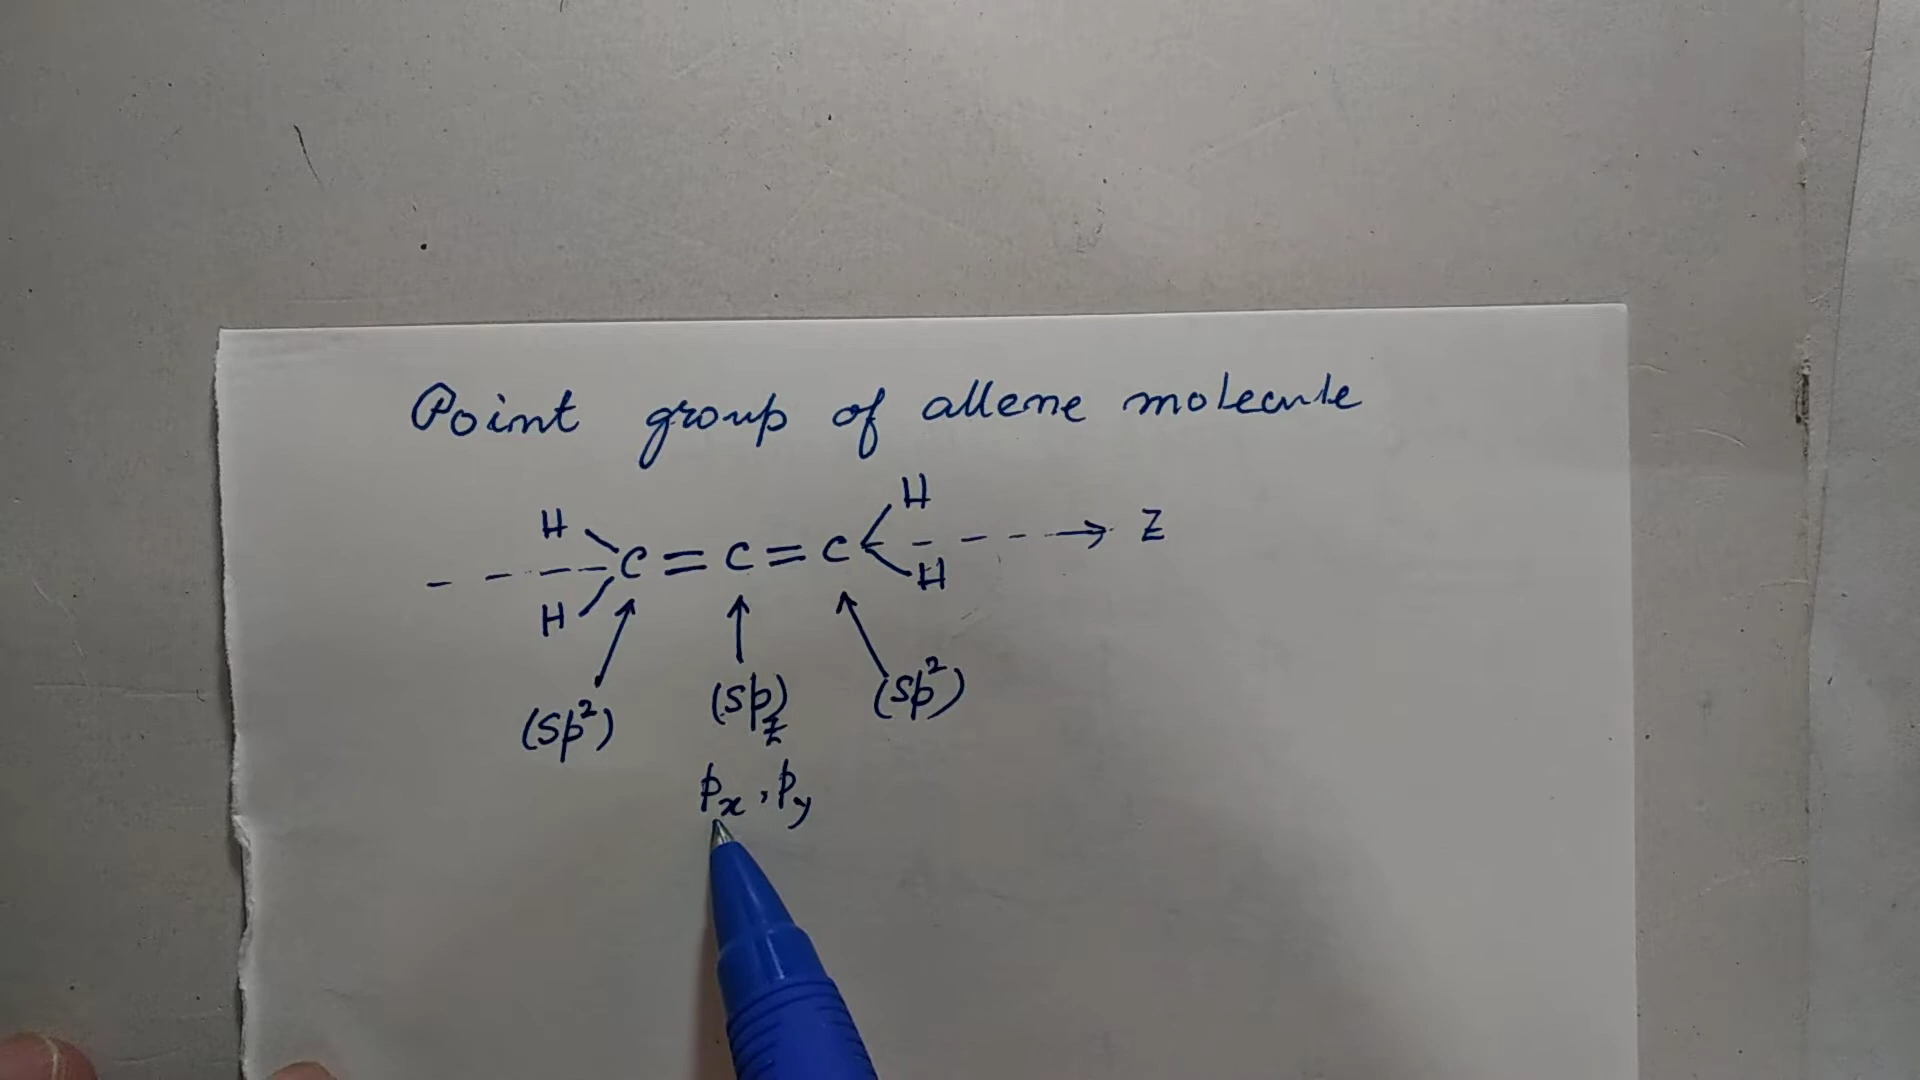 Point group of allene molecule
H H
C = C = C Z
H H
(sp²) (sp)z (sp²)
px, py